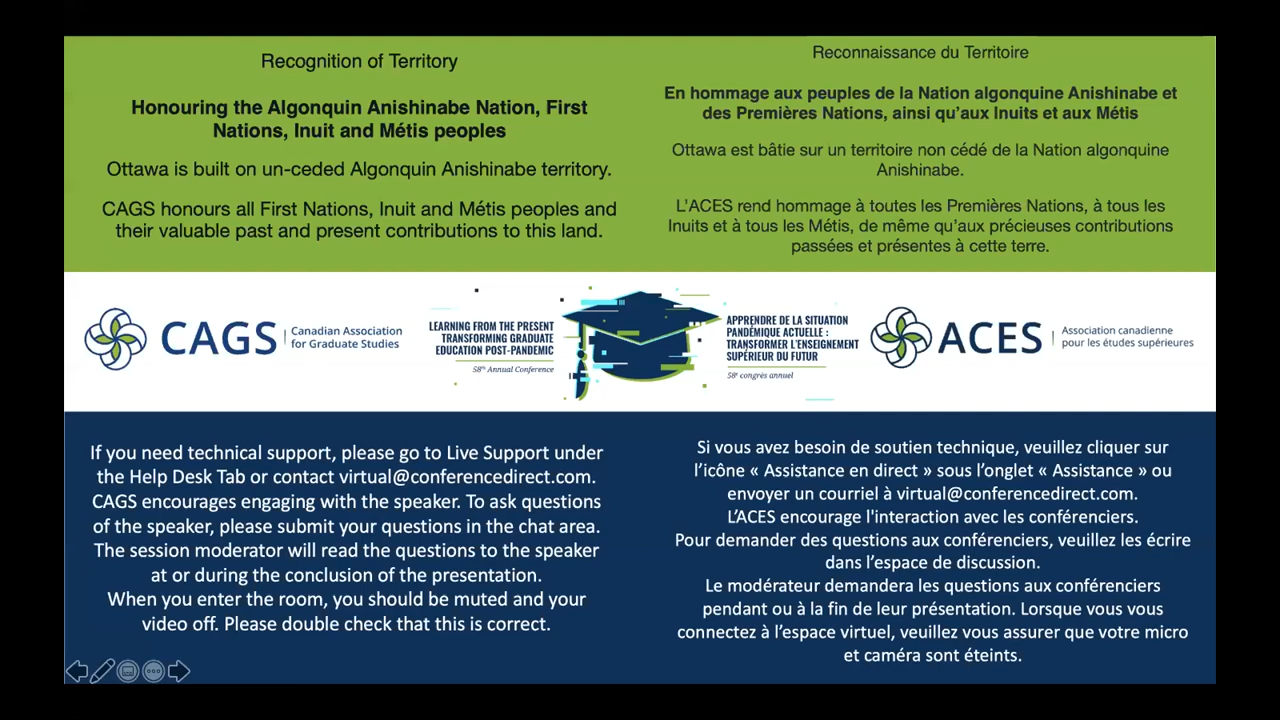 Recognition of Territory
Honouring the Algonquin Anishinabe Nation, First
Nations, Inuit and Métis peoples
Ottawa is built on un-ceded Algonquin Anishinabe territory.
CAGS honours all First Nations, Inuit and Métis peoples and
their valuable past and present contributions to this land.
Reconnaissance du Territoire
En hommage aux peuples de la Nation algonquine Anishinabe et
des Premières Nations, ainsi qu'aux Inuits et aux Métis
Ottawa est bâtie sur un territoire non cédé de la Nation algonquine
Anishinabe.
L'ACES rend hommage à toutes les Premières Nations, à tous les
Inuits et à tous les Métis, de même qu'aux précieuses contributions
passées et présentes à cette terre.
CAGS
Canadian Association
for Graduate Studies
LEARNING FROM THE PRESENT
TRANSFORMING GRADUATE
EDUCATION POST-PANDEMIC
58th Annual Conference
APPRENDRE DE LA SITUATION
PANDÉMIQUE ACTUELLE :
TRANSFORMER L'ENSEIGNEMENT
SUPÉRIEUR DU FUTUR
58e congrès annuel
ACES
Association canadienne
pour les études supérieures
If you need technical support, please go to Live Support under
the Help Desk Tab or contact virtual@conferencedirect.com.
CAGS encourages engaging with the speaker. To ask questions
of the speaker, please submit your questions in the chat area.
The session moderator will read the questions to the speaker
at or during the conclusion of the presentation.
When you enter the room, you should be muted and your
video off. Please double check that this is correct.
Si vous avez besoin de soutien technique, veuillez cliquer sur
l'icône « Assistance en direct » sous l'onglet « Assistance » ou
envoyer un courriel à virtual@conferencedirect.com.
L'ACES encourage l'interaction avec les conférenciers.
Pour demander des questions aux conférenciers, veuillez les écrire
dans l'espace de discussion.
Le modérateur demandera les questions aux conférenciers
pendant ou à la fin de leur présentation. Lorsque vous vous
connectez à l'espace virtuel, veuillez vous assurer que votre micro
et caméra sont éteints.